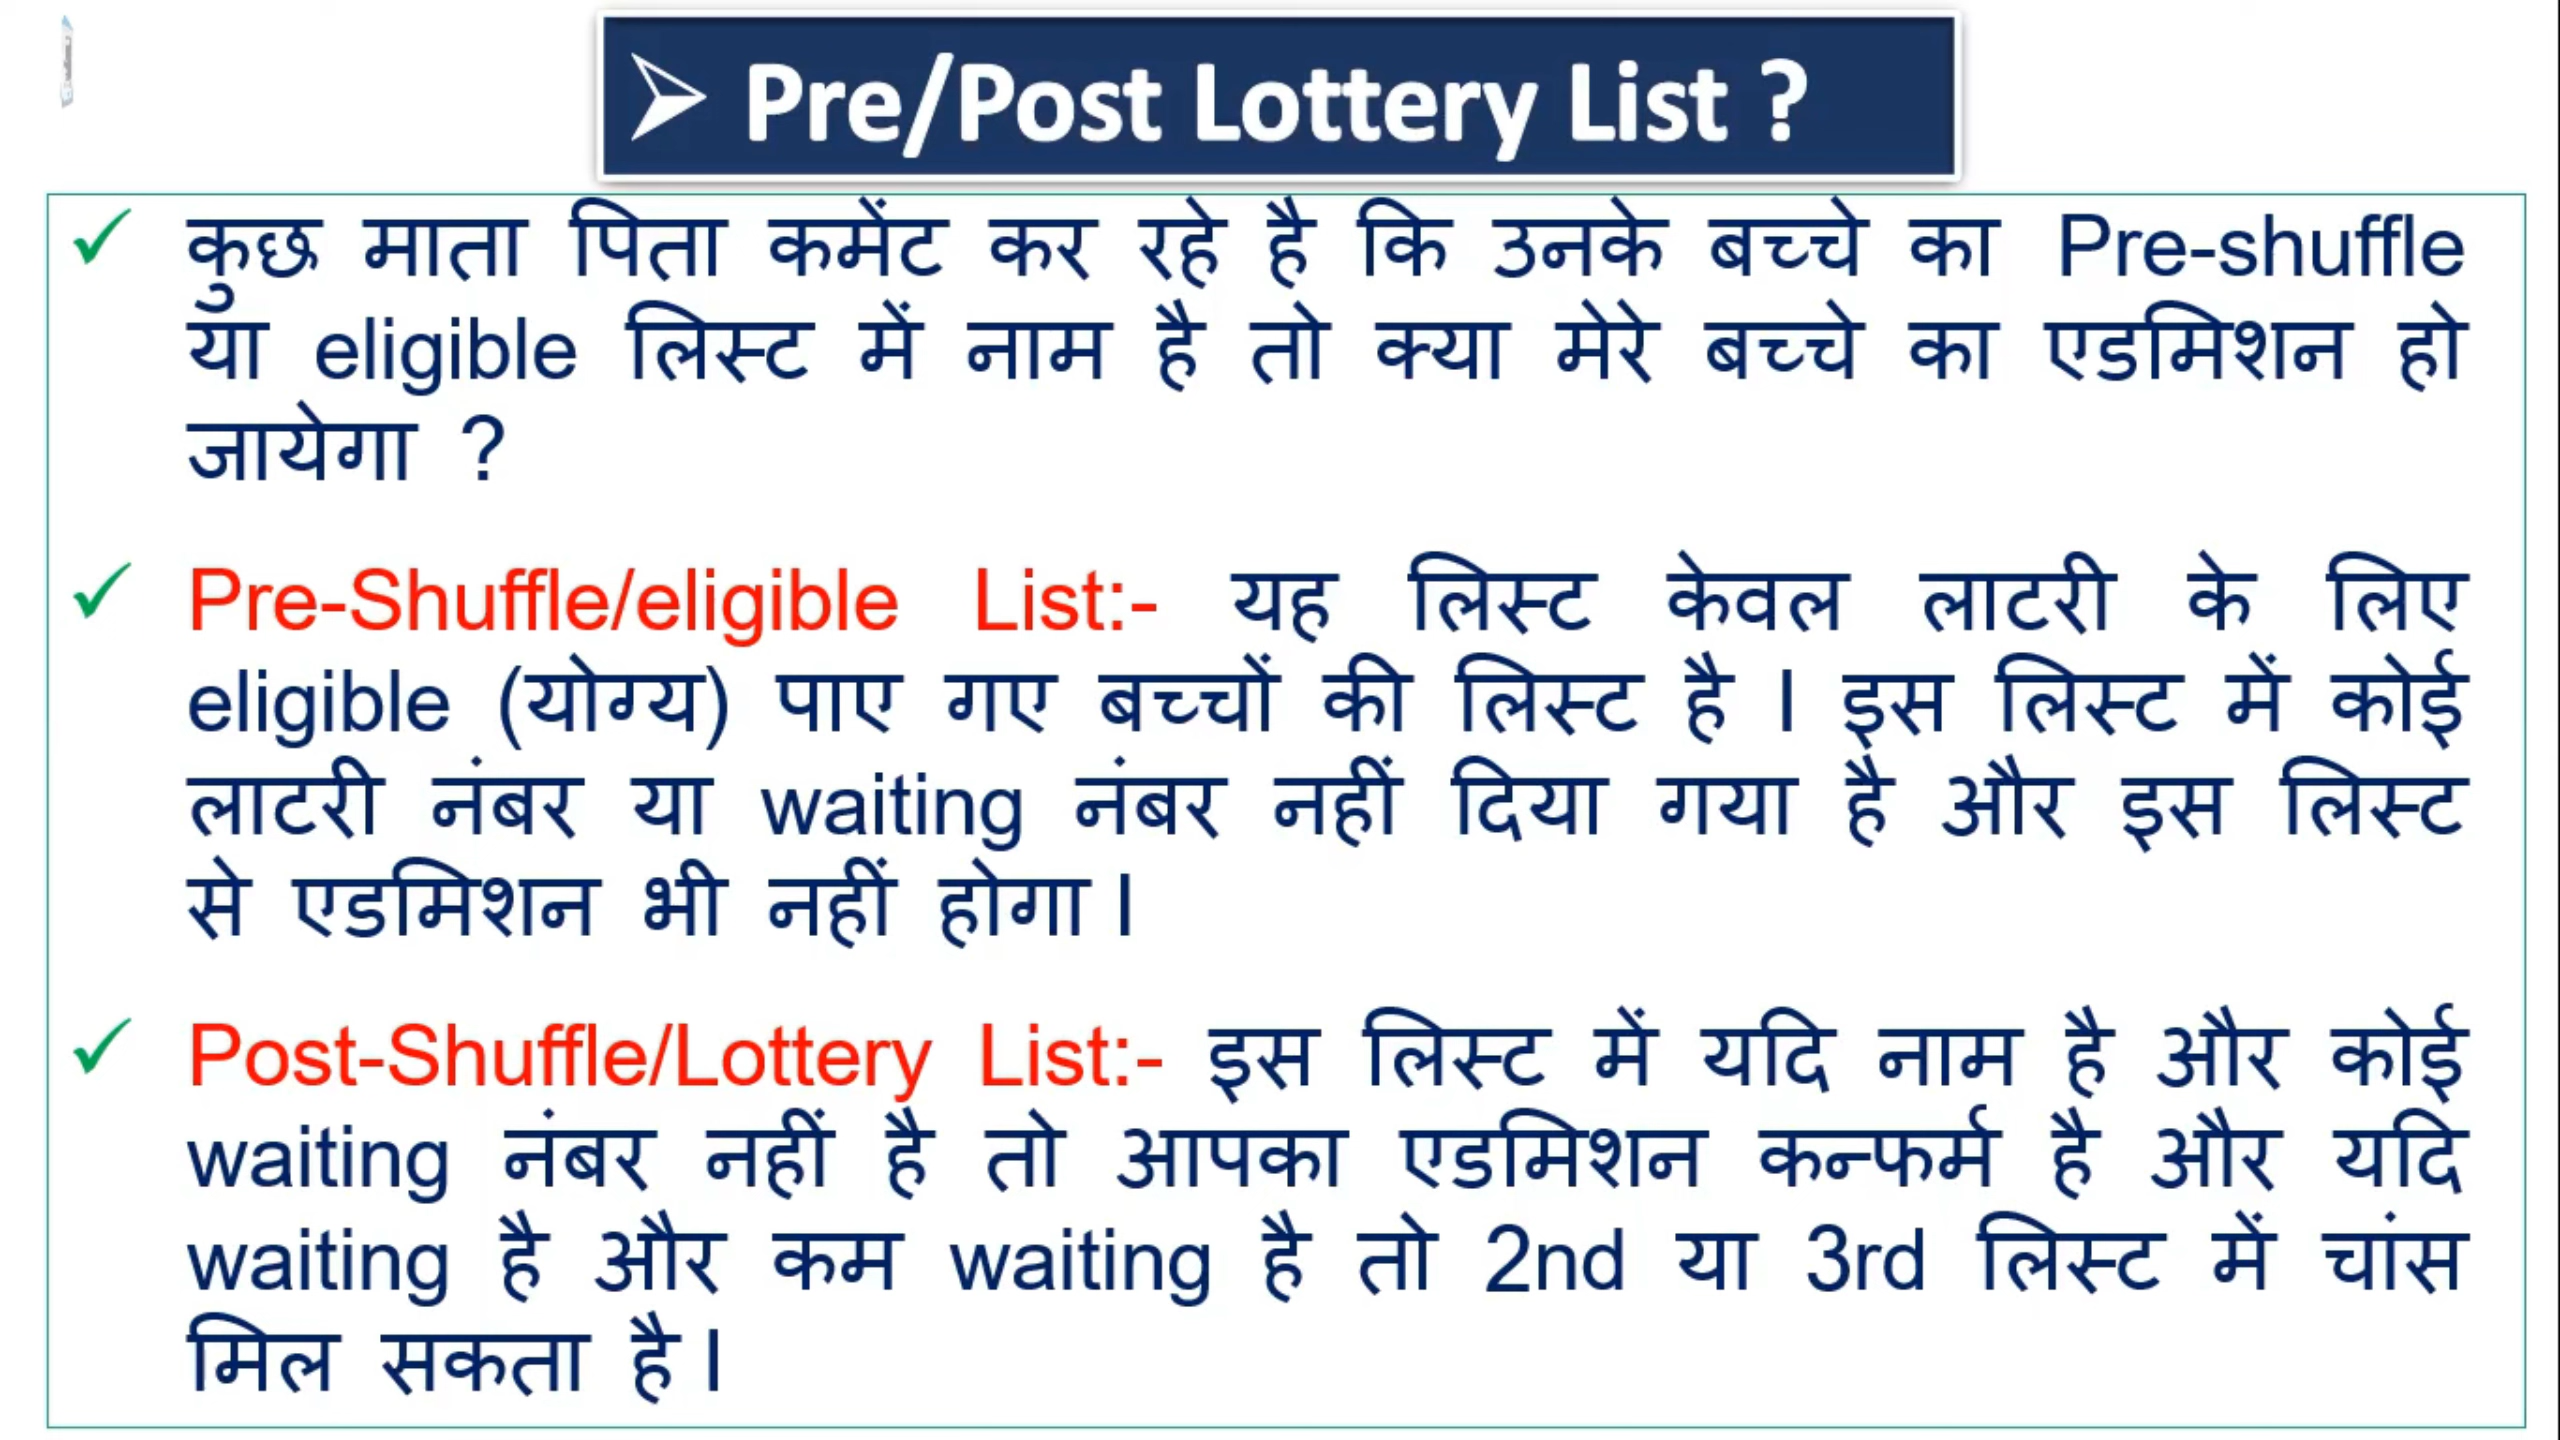 Pre/Post Lottery List ?
कुछ माता पिता कमेंट कर रहे है कि उनके बच्चे का Pre-shuffle
या eligible लिस्ट में नाम है तो क्या मेरे बच्चे का एडमिशन हो
जायेगा ?
Pre-Shuffle/eligible List:- यह लिस्ट केवल लाटरी के लिए
eligible (योग्य) पाए गए बच्चों की लिस्ट है । इस लिस्ट में कोई
लाटरी नंबर या waiting नंबर नहीं दिया गया है और इस लिस्ट
से एडमिशन भी नहीं होगा।
Post-Shuffle/Lottery List:- इस लिस्ट में यदि नाम है और कोई
waiting नंबर नहीं है तो आपका एडमिशन कन्फर्म है और यदि
waiting है और कम waiting है तो 2nd या 3rd लिस्ट में चांस
मिल सकता है।